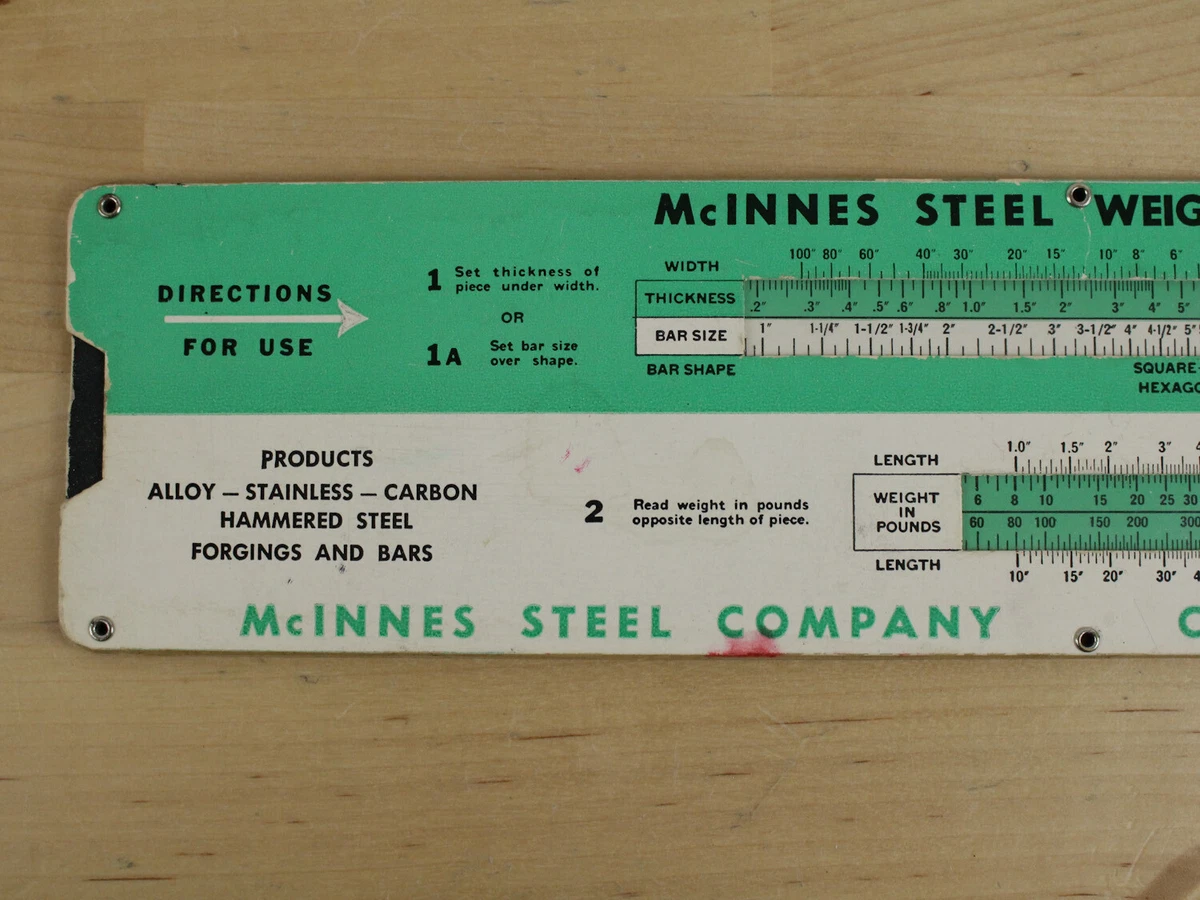 McINNES STEEL WEIG
DIRECTIONS
FOR USE
1 Set thickness of
piece under width.
OR
1A Set bar size
over shape.
WIDTH
100" 80" 60" 40" 30" 20" 15" 10" 8" 6"
THICKNESS
.2" .3" .4" .5" .6" .8" 1.0" 1.5" 2" 3" 4" 5"
BAR SIZE
1" 1-1/4" 1-1/2" 1-3/4" 2" 2-1/2" 3" 3-1/2" 4" 4-1/2" 5"
BAR SHAPE
SQUARE-
HEXAGO
PRODUCTS
ALLOY – STAINLESS – CARBON
HAMMERED STEEL
FORGINGS AND BARS
2 Read weight in pounds
opposite length of piece.
LENGTH
1.0" 1.5" 2" 3" 4
WEIGHT
IN
POUNDS
6 8 10 15 20 25 30
60 80 100 150 200 300
LENGTH
10" 15" 20" 30" 4
McINNES STEEL COMPANY